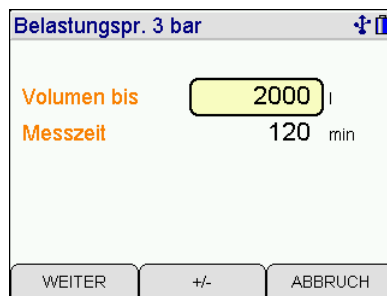 Belastungspr. 3 bar
Volumen bis 2000 l
Messzeit 120 min
WEITER +/- ABBRUCH